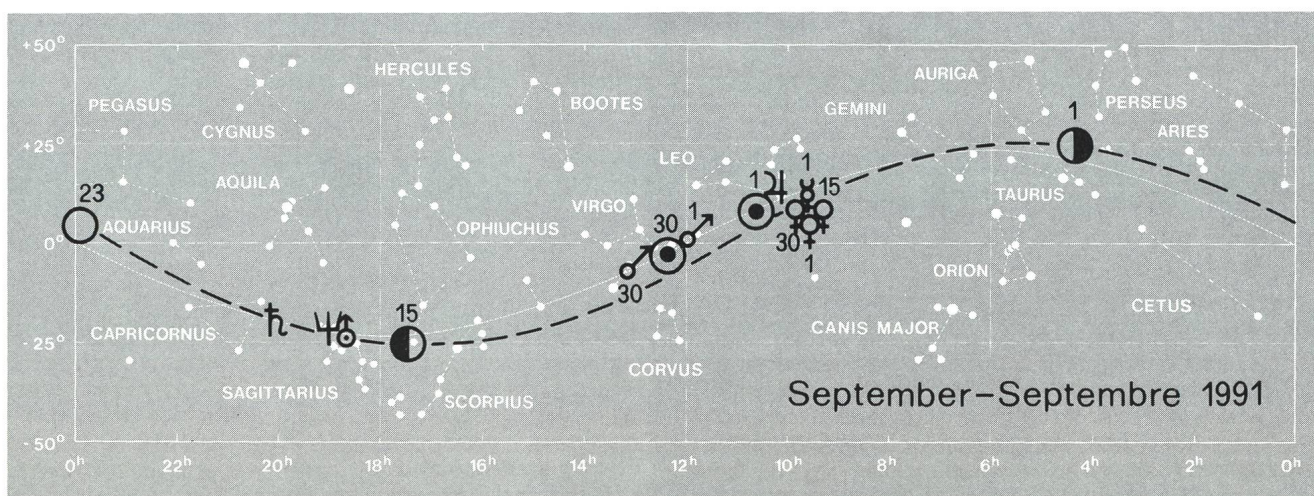 +50°
HERCULES
AURIGA
PEGASUS
BOOTES
GEMINI
PERSEUS
CYGNUS
1
ARIES
+25°
LEO
1
AQUILA
1 15
TAURUS
23
VIRGO
AQUARIUS
30 1
OPHIUCHUS
30
0°
1
ORION
30
CETUS
15
CAPRICORNUS
CANIS MAJOR
-25°
CORVUS
SAGITTARIUS
SCORPIUS
September–Septembre 1991
-50°
0h 22h 20h 18h 16h 14h 12h 10h 8h 6h 4h 2h 0h